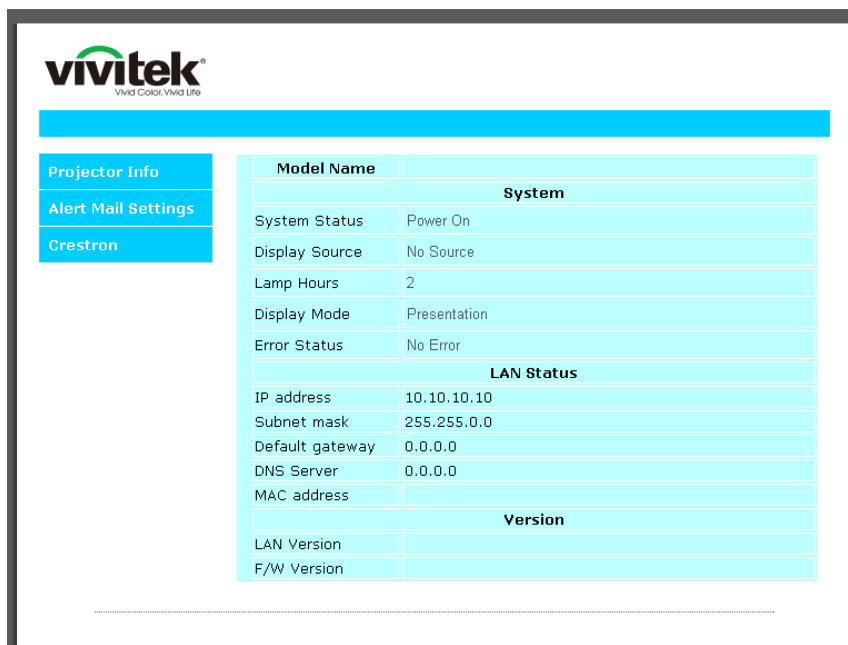 vivitek®
Vivid Color. Vivid Life
Projector Info
Alert Mail Settings
Crestron
Model Name
System
System Status Power On
Display Source No Source
Lamp Hours 2
Display Mode Presentation
Error Status No Error
LAN Status
IP address 10.10.10.10
Subnet mask 255.255.0.0
Default gateway 0.0.0.0
DNS Server 0.0.0.0
MAC address
Version
LAN Version
F/W Version